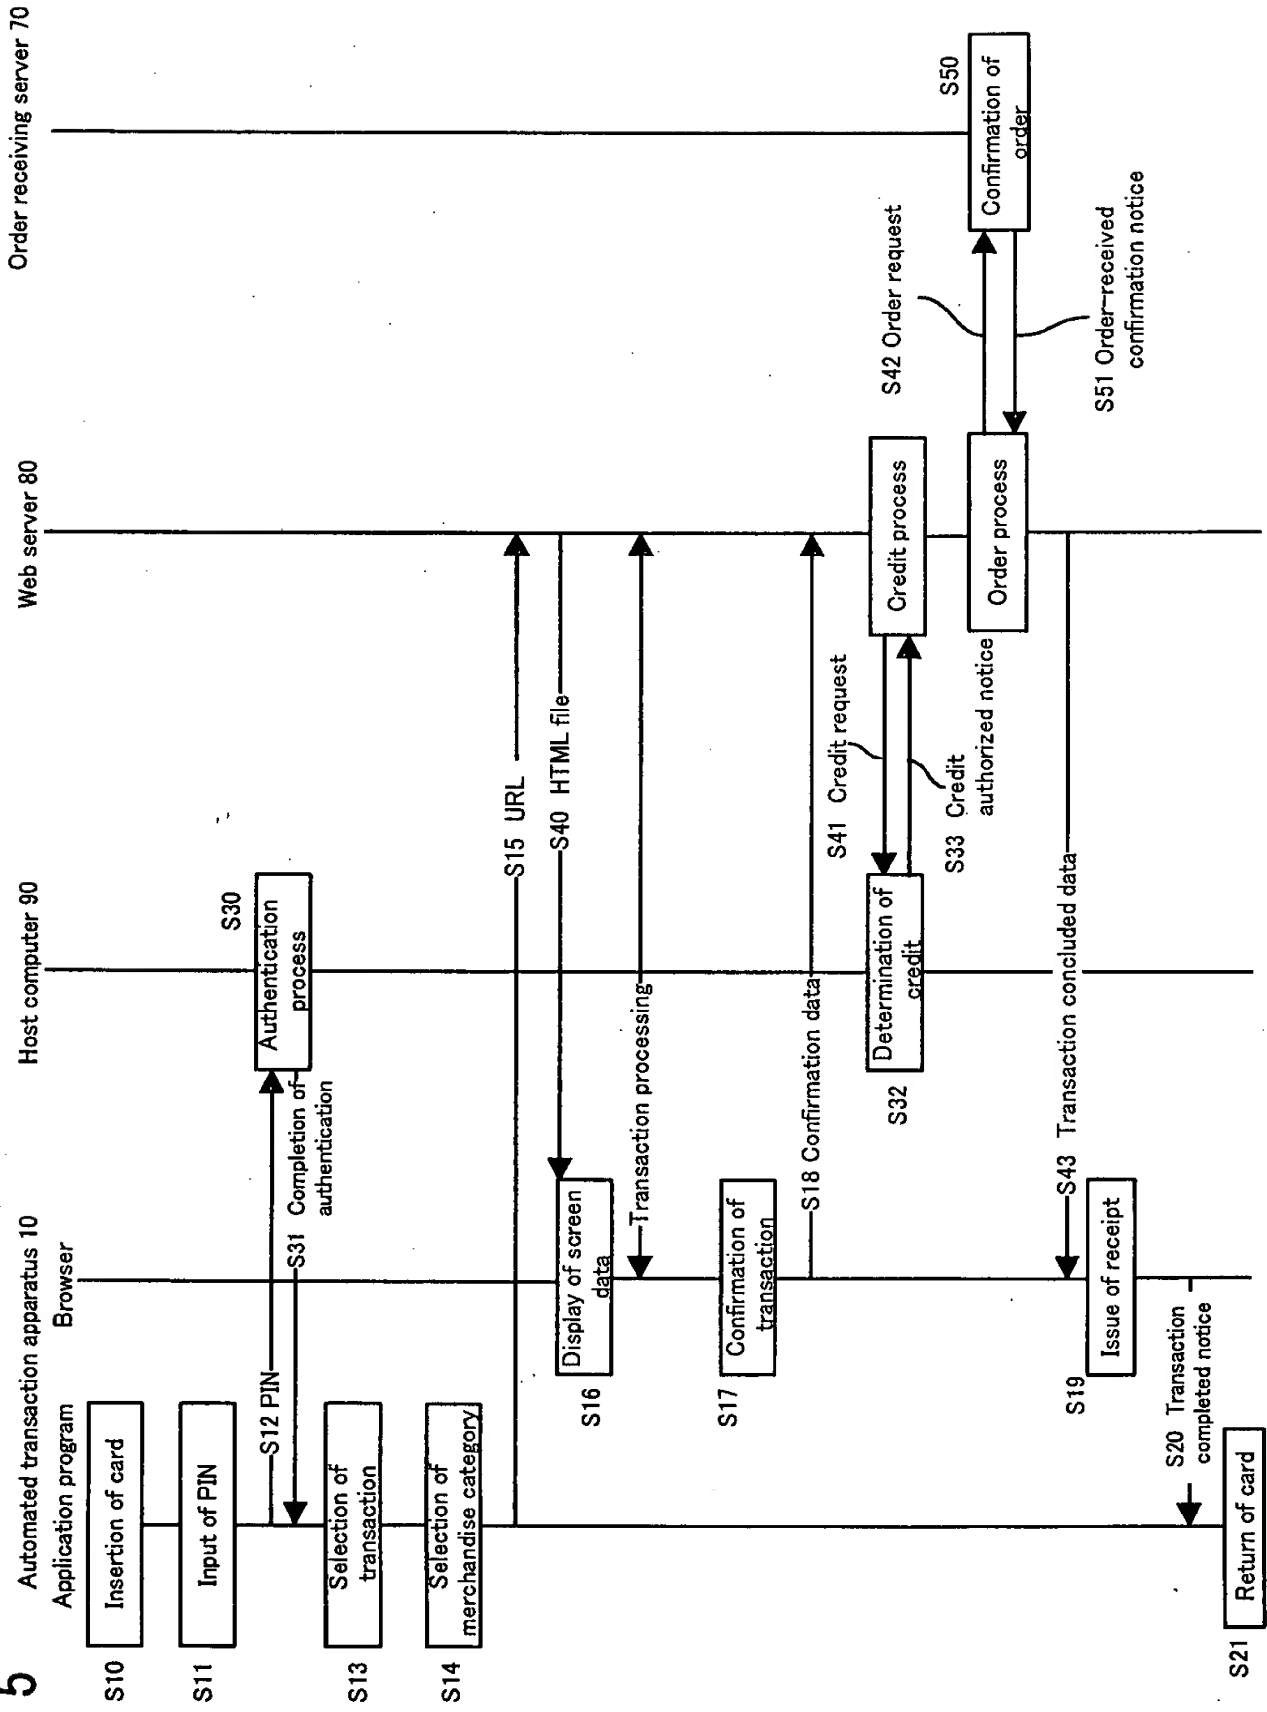 5
Automated transaction apparatus 10
Host computer 90
Web server 80
Order receiving server 70
Application program
Browser
S10
Insertion of card
S11
Input of PIN
S12 PIN
S30
Authentication
process
S31 Completion of
authentication
S13
Selection of
transaction
S14
Selection of
merchandise category
S15 URL
S40 HTML file
S16
Display of screen
data
Transaction processing
S17
Confirmation of
transaction
S18 Confirmation data
S41 Credit request
Credit process
S32
Determination of
credit
S33 Credit
authorized notice
S42 Order request
S50
Confirmation of
order
Order process
S51 Order-received
confirmation notice
S43 Transaction concluded data
S19
Issue of receipt
S20 Transaction
completed notice
S21
Return of card